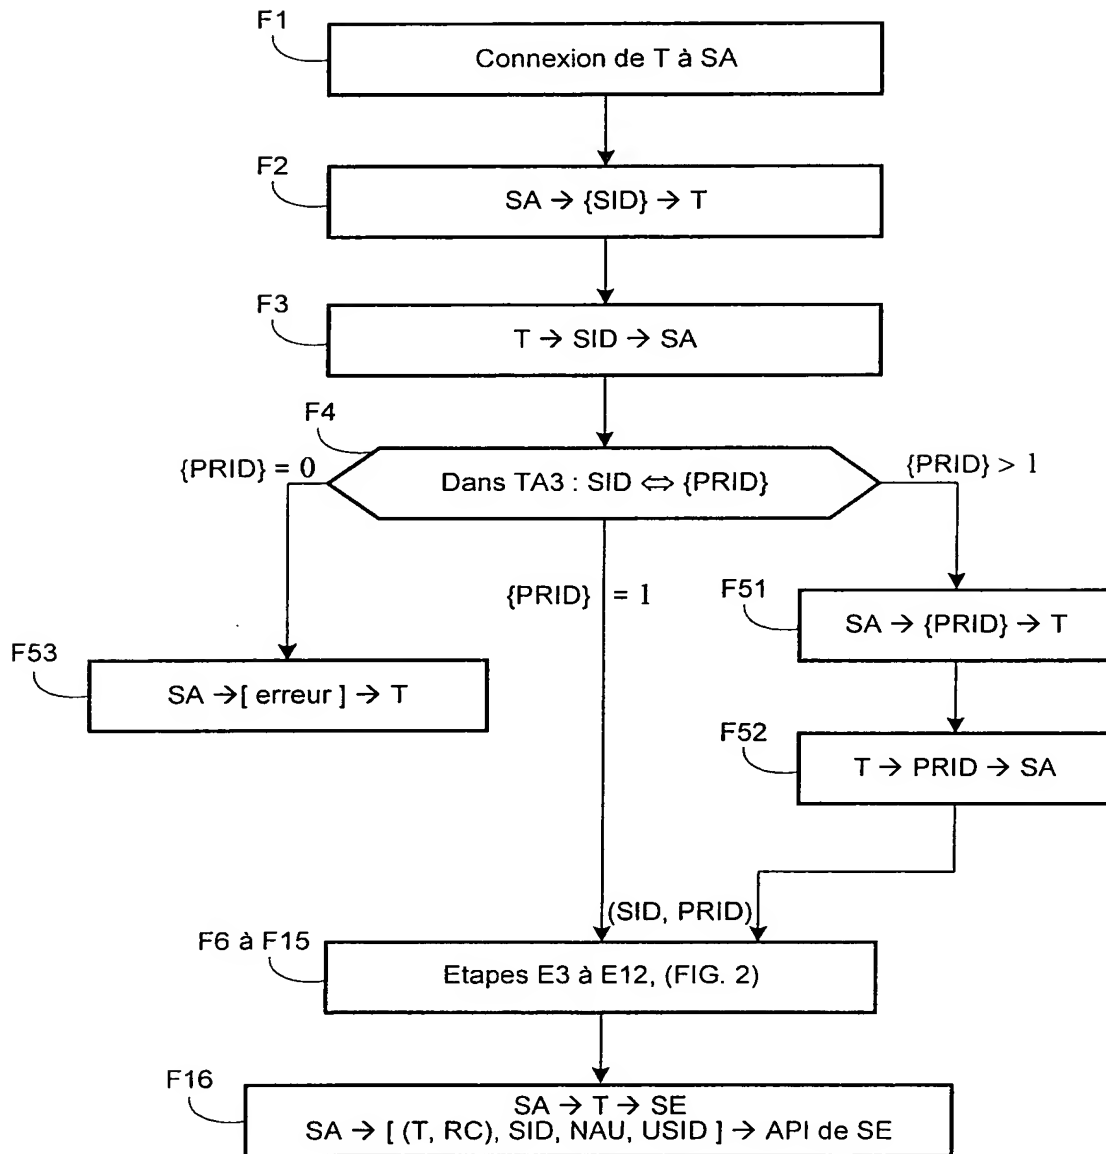 F1
Connexion de T à SA
F2
SA → {SID} → T
F3
T → SID → SA
F4
{PRID} = 0
Dans TA3 : SID ⇔ {PRID}
{PRID} > 1
{PRID} = 1
F51
SA → {PRID} → T
F53
SA →[ erreur ] → T
F52
T → PRID → SA
(SID, PRID)
F6 à F15
Etapes E3 à E12, (FIG. 2)
F16
SA → T → SE
SA → [ (T, RC), SID, NAU, USID ] → API de SE